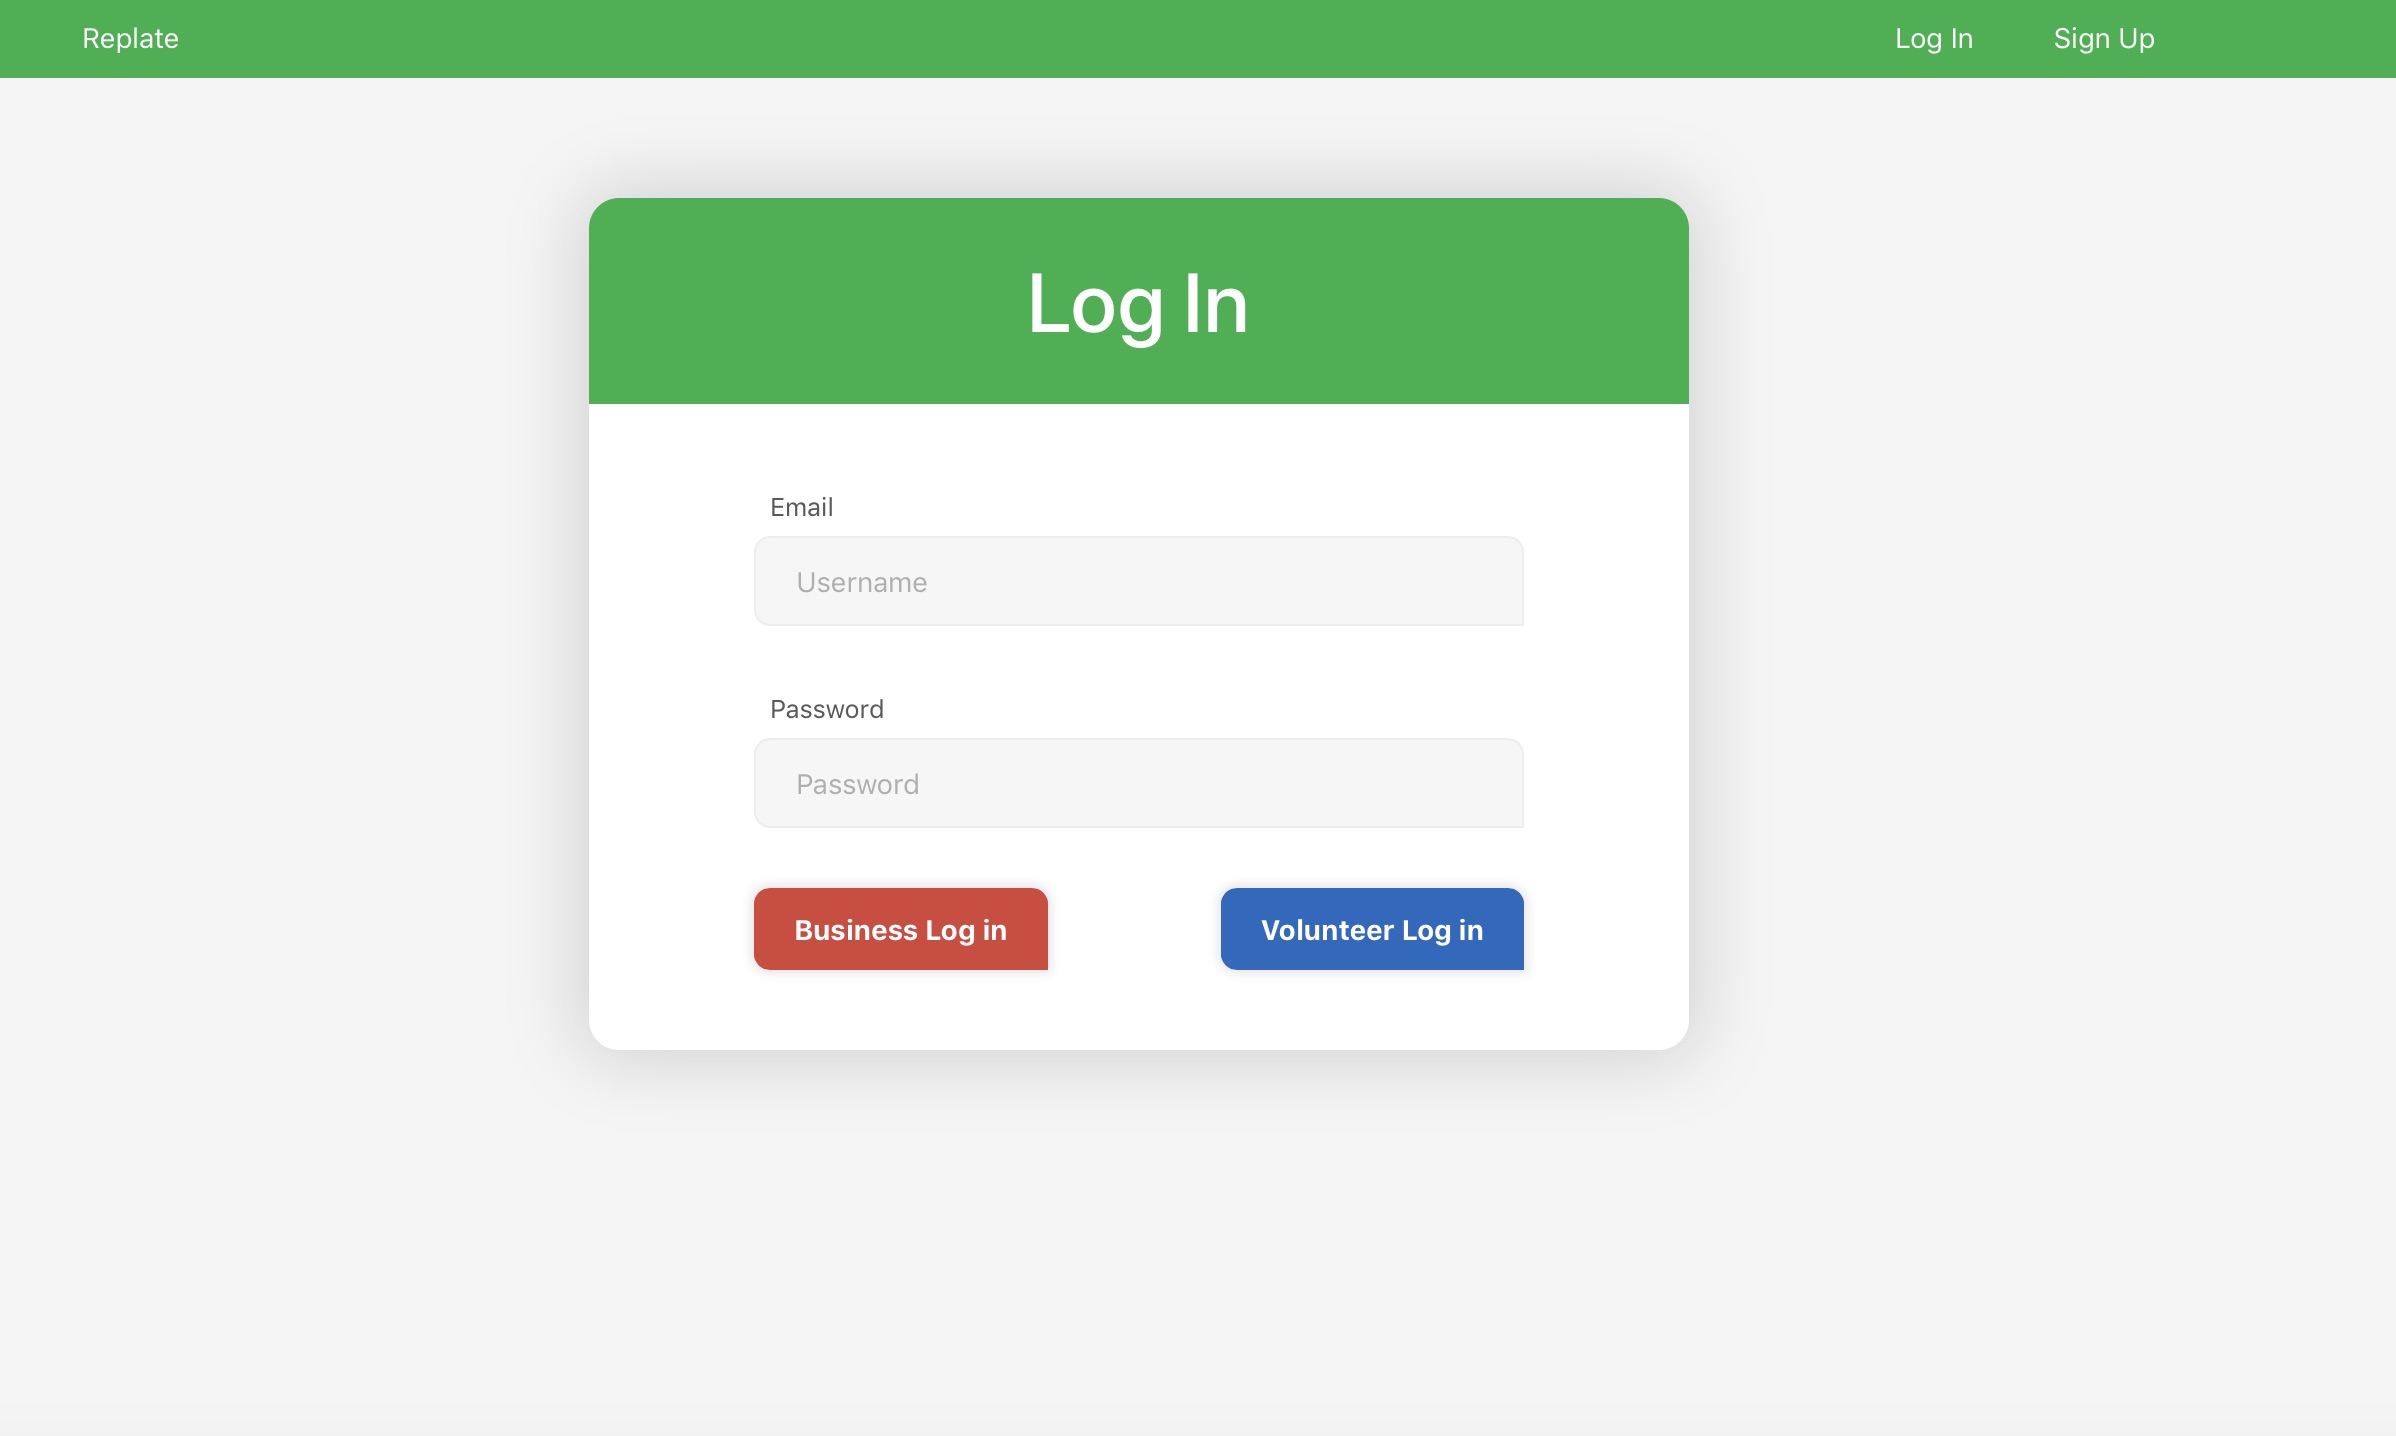 Replate Log In Sign Up
Log In
Email
Username
Password
Password
Business Log in Volunteer Log in